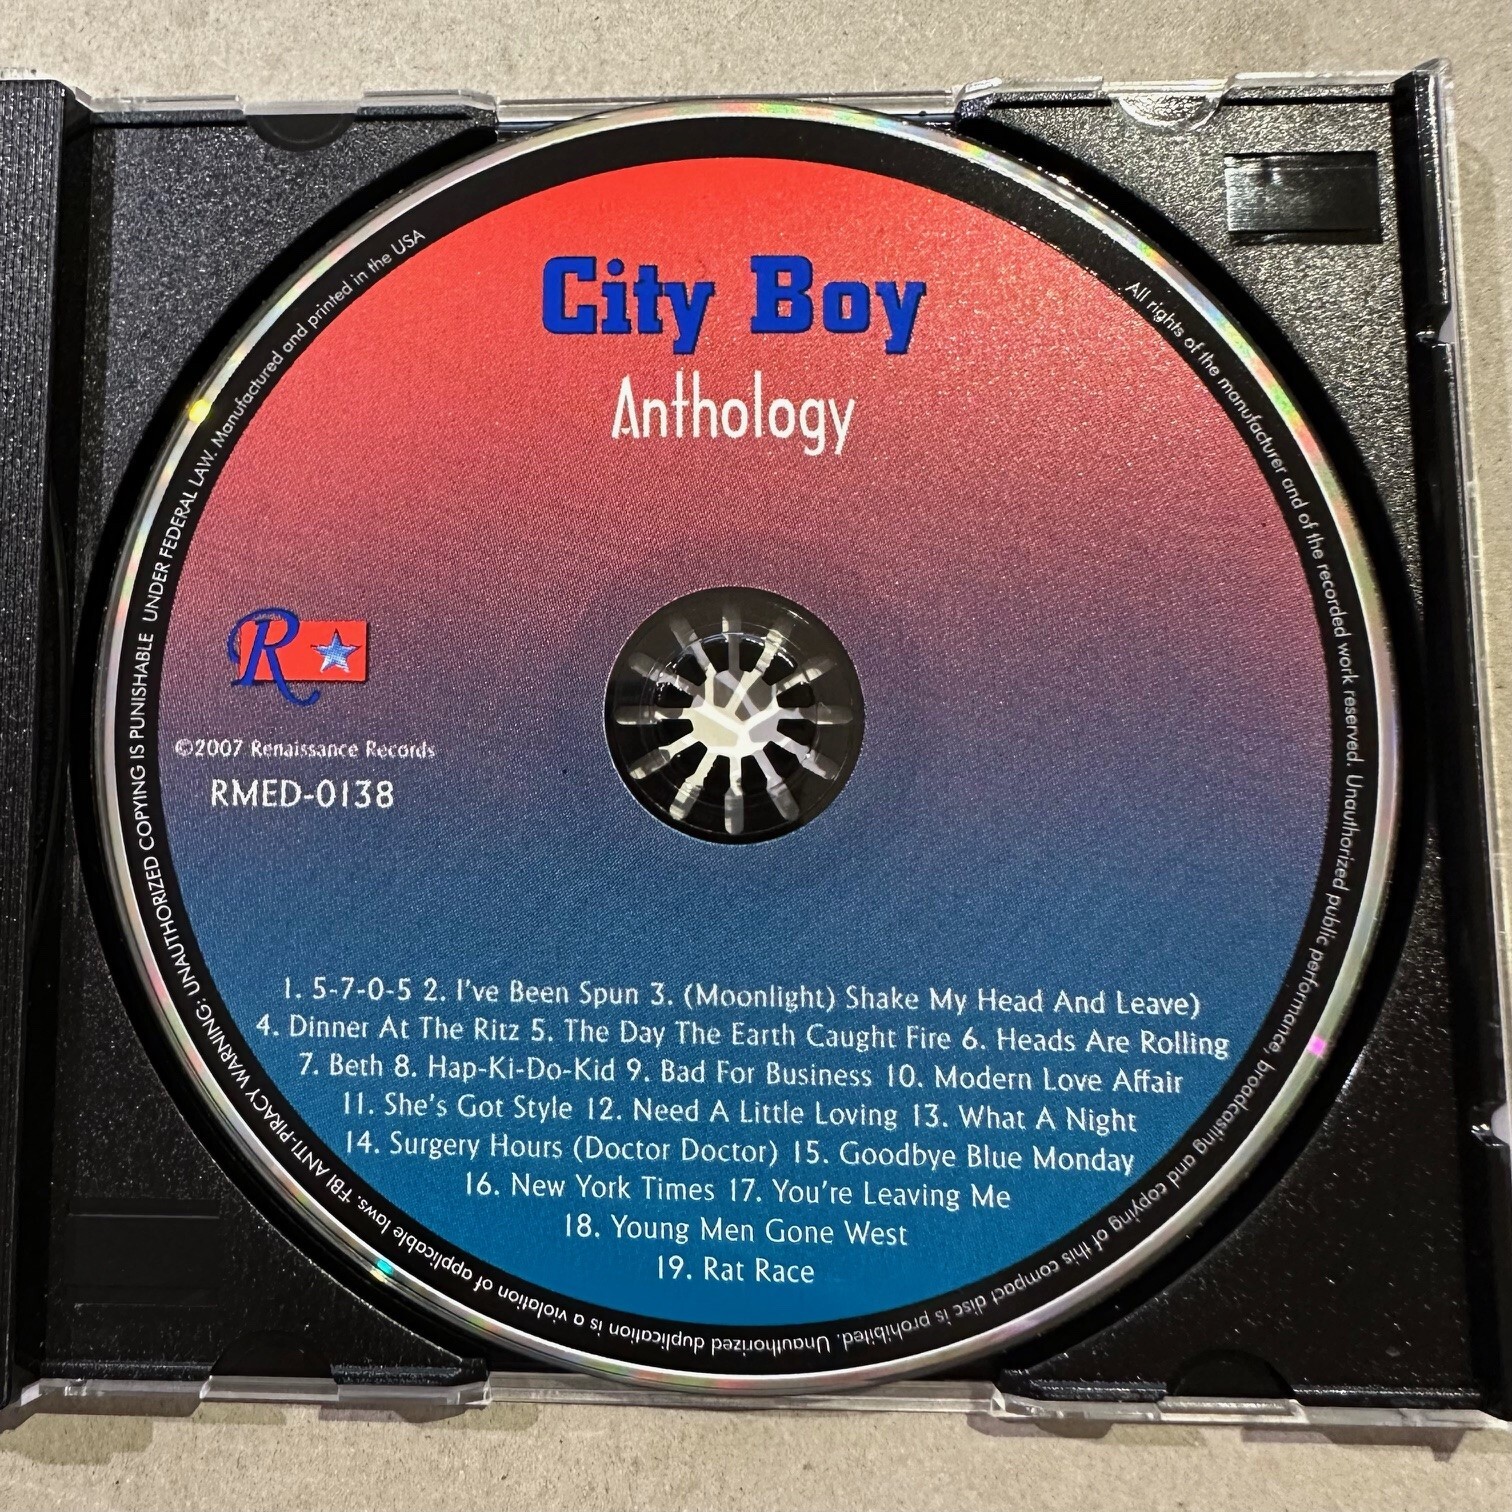 City Boy
Anthology
R
©2007 Renaissance Records
RMED-0138
1. 5-7-0-5 2. I've Been Spun 3. (Moonlight) Shake My Head And Leave)
4. Dinner At The Ritz 5. The Day The Earth Caught Fire 6. Heads Are Rolling
7. Beth 8. Hap-Ki-Do-Kid 9. Bad For Business 10. Modern Love Affair
11. She's Got Style 12. Need A Little Loving 13. What A Night
14. Surgery Hours (Doctor Doctor) 15. Goodbye Blue Monday
16. New York Times 17. You're Leaving Me
18. Young Men Gone West
19. Rat Race
All rights of the manufacturer and of the recorded work reserved. Unauthorized public performance, broadcasting and copying of this compact disc is prohibited. Unauthorized duplication is a violation of applicable laws. FBI ANTI-PIRACY WARNING: UNAUTHORIZED COPYING IS PUNISHABLE UNDER FEDERAL LAW. Manufactured and printed in the USA